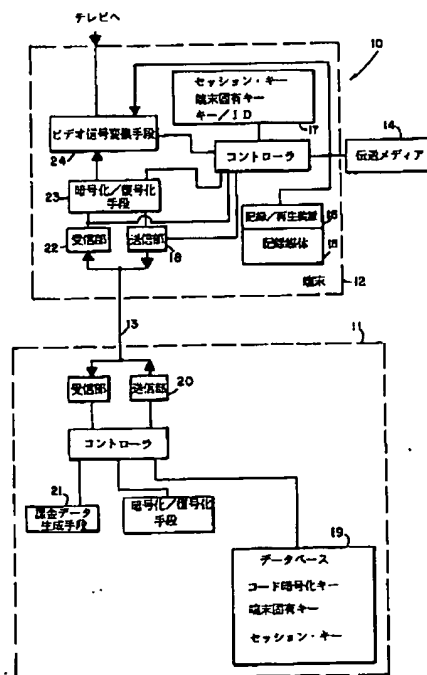 テレビへ
10
セッション・キー
端末固有キー
キー/ID
17
ビデオ信号変換手段
24
コントローラ
14
伝送メディア
23
暗号化/復号化
手段
記録/再生装置
記録媒体
15
22
受信部
送信部
18
端末
12
13
11
受信部
送信部
20
コントローラ
21
課金データ
生成手段
暗号化/復号化
手段
19
データベース
コード暗号化キー
端末固有キー
セッション・キー